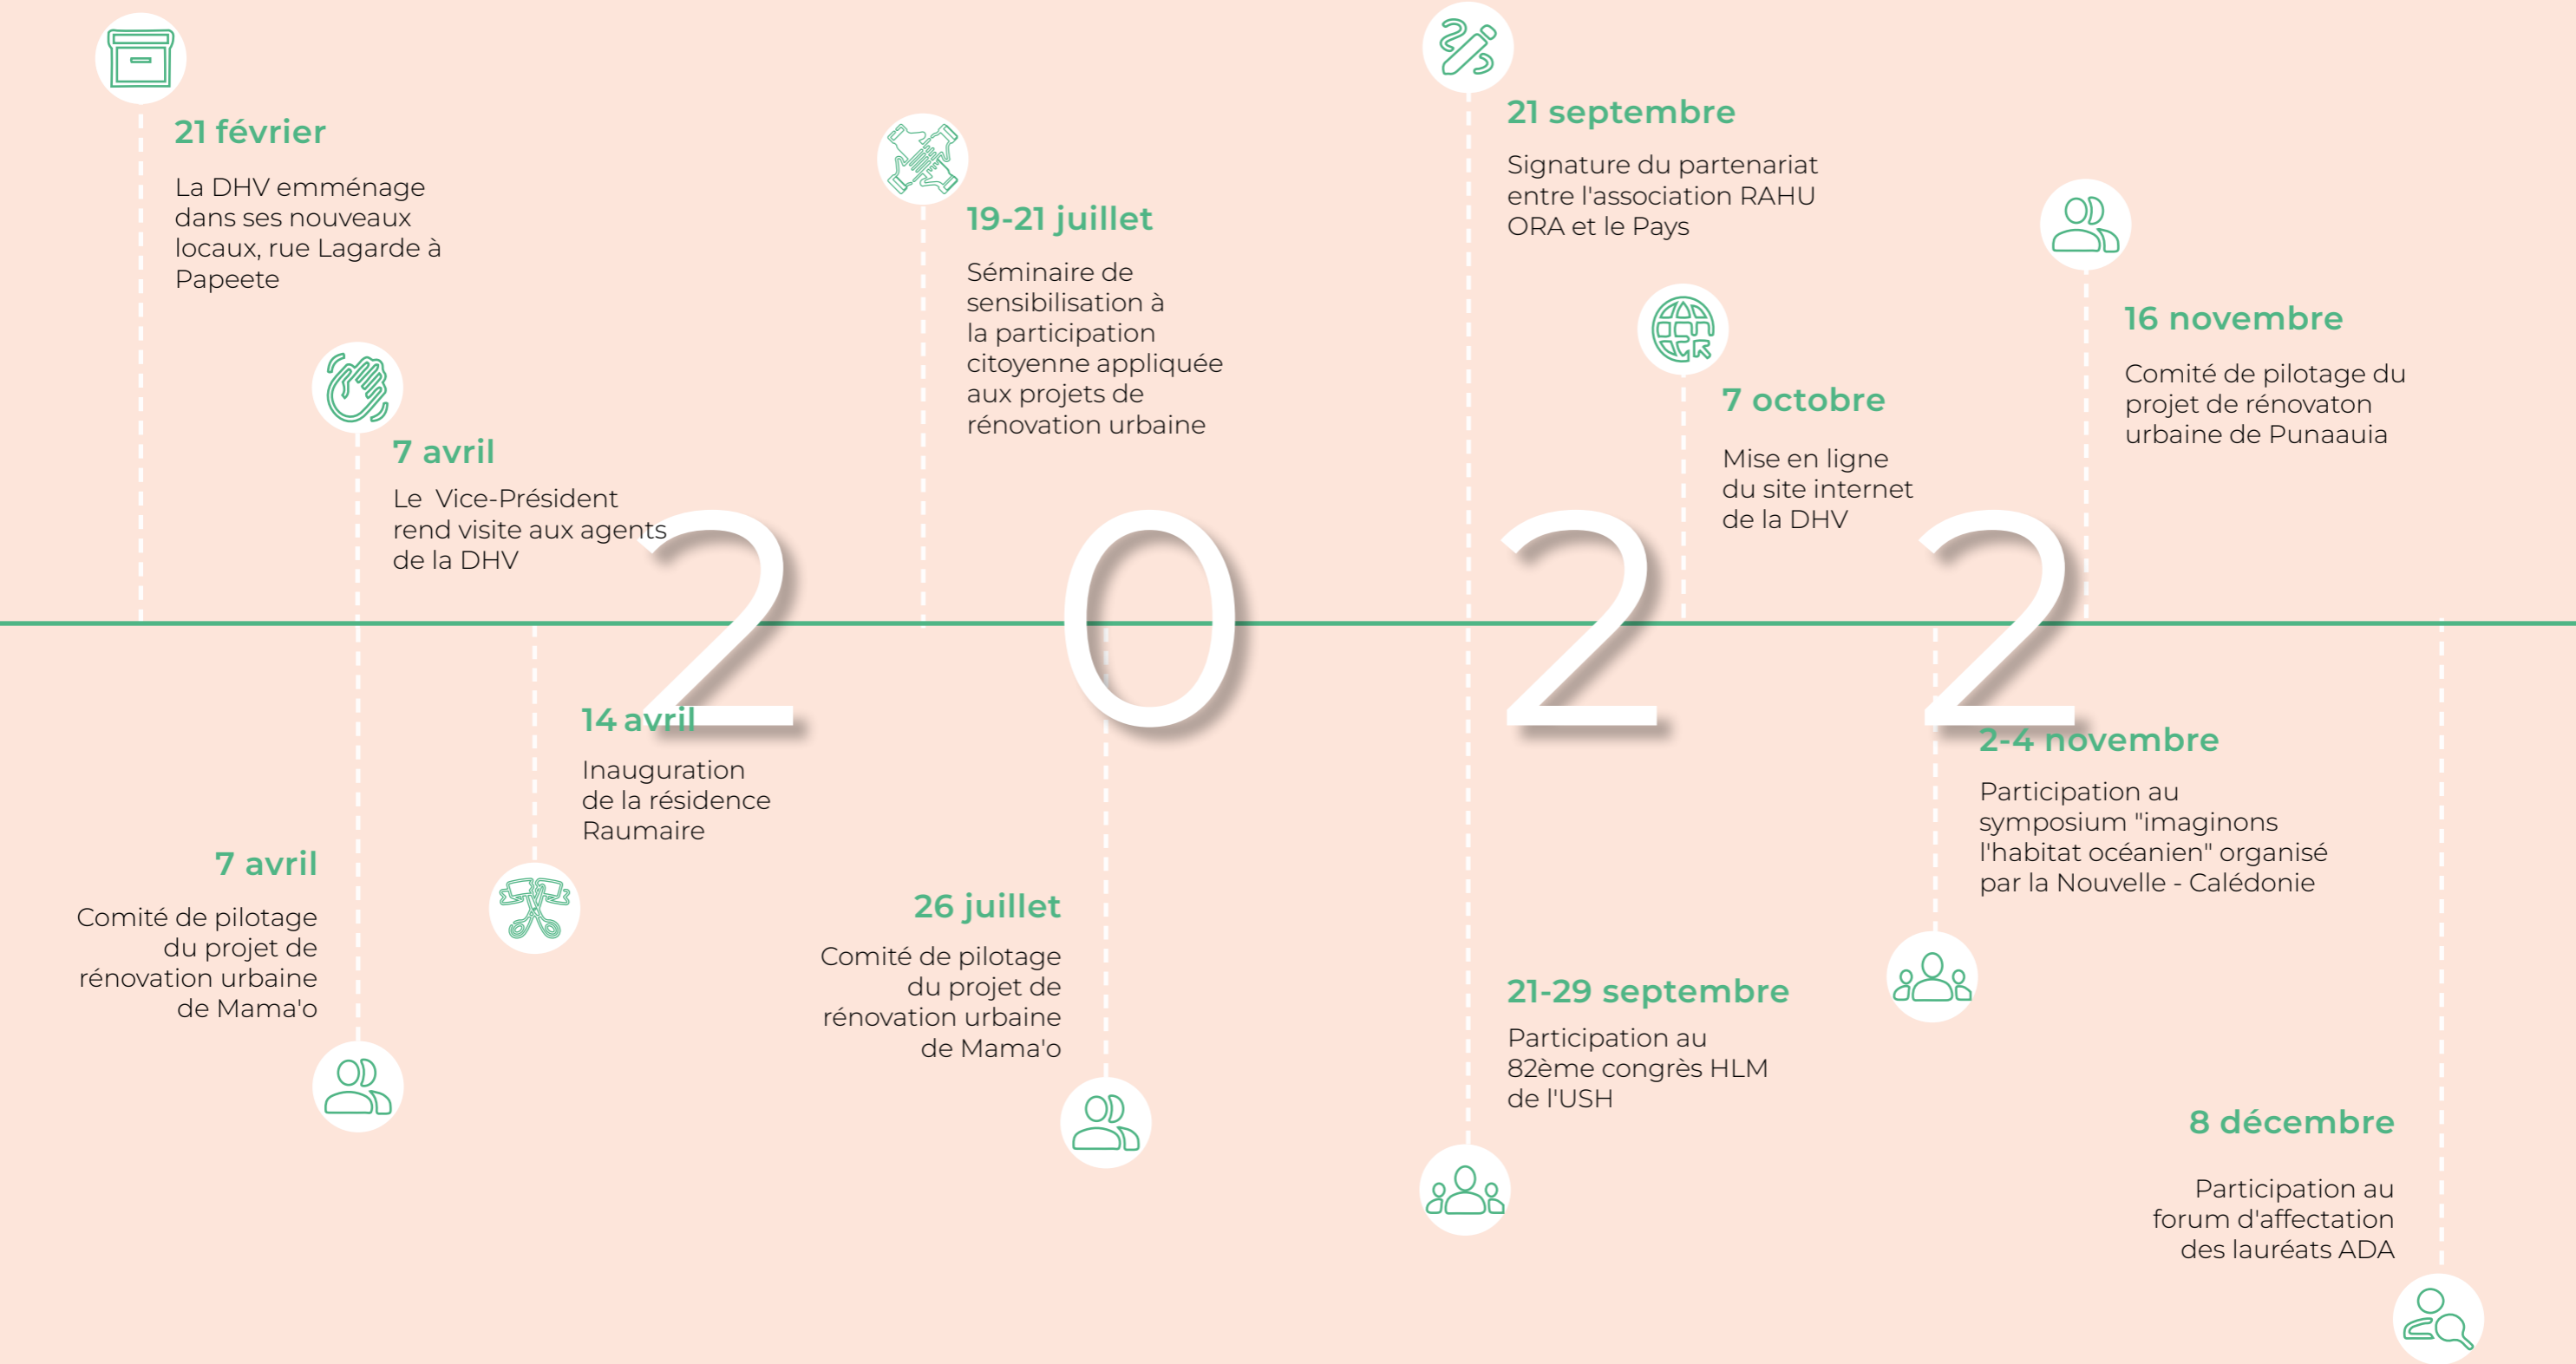 21 février
La DHV emménage
dans ses nouveaux
locaux, rue Lagarde à
Papeete
7 avril
Le  Vice-Président
rend visite aux agents
de la DHV
19-21 juillet
Séminaire de
sensibilisation à
la participation
citoyenne appliquée
aux projets de
rénovation urbaine
21 septembre
Signature du partenariat
entre l'association RAHU
ORA et le Pays
7 octobre
Mise en ligne
du site internet
de la DHV
16 novembre
Comité de pilotage du
projet de rénovaton
urbaine de Punaauia
2022
7 avril
Comité de pilotage
du projet de
rénovation urbaine
de Mama'o
14 avril
Inauguration
de la résidence
Raumaire
26 juillet
Comité de pilotage
du projet de
rénovation urbaine
de Mama'o
21-29 septembre
Participation au
82ème congrès HLM
de l'USH
2-4 novembre
Participation au
symposium "imaginons
l'habitat océanien" organisé
par la Nouvelle - Calédonie
8 décembre
Participation au
forum d'affectation
des lauréats ADA